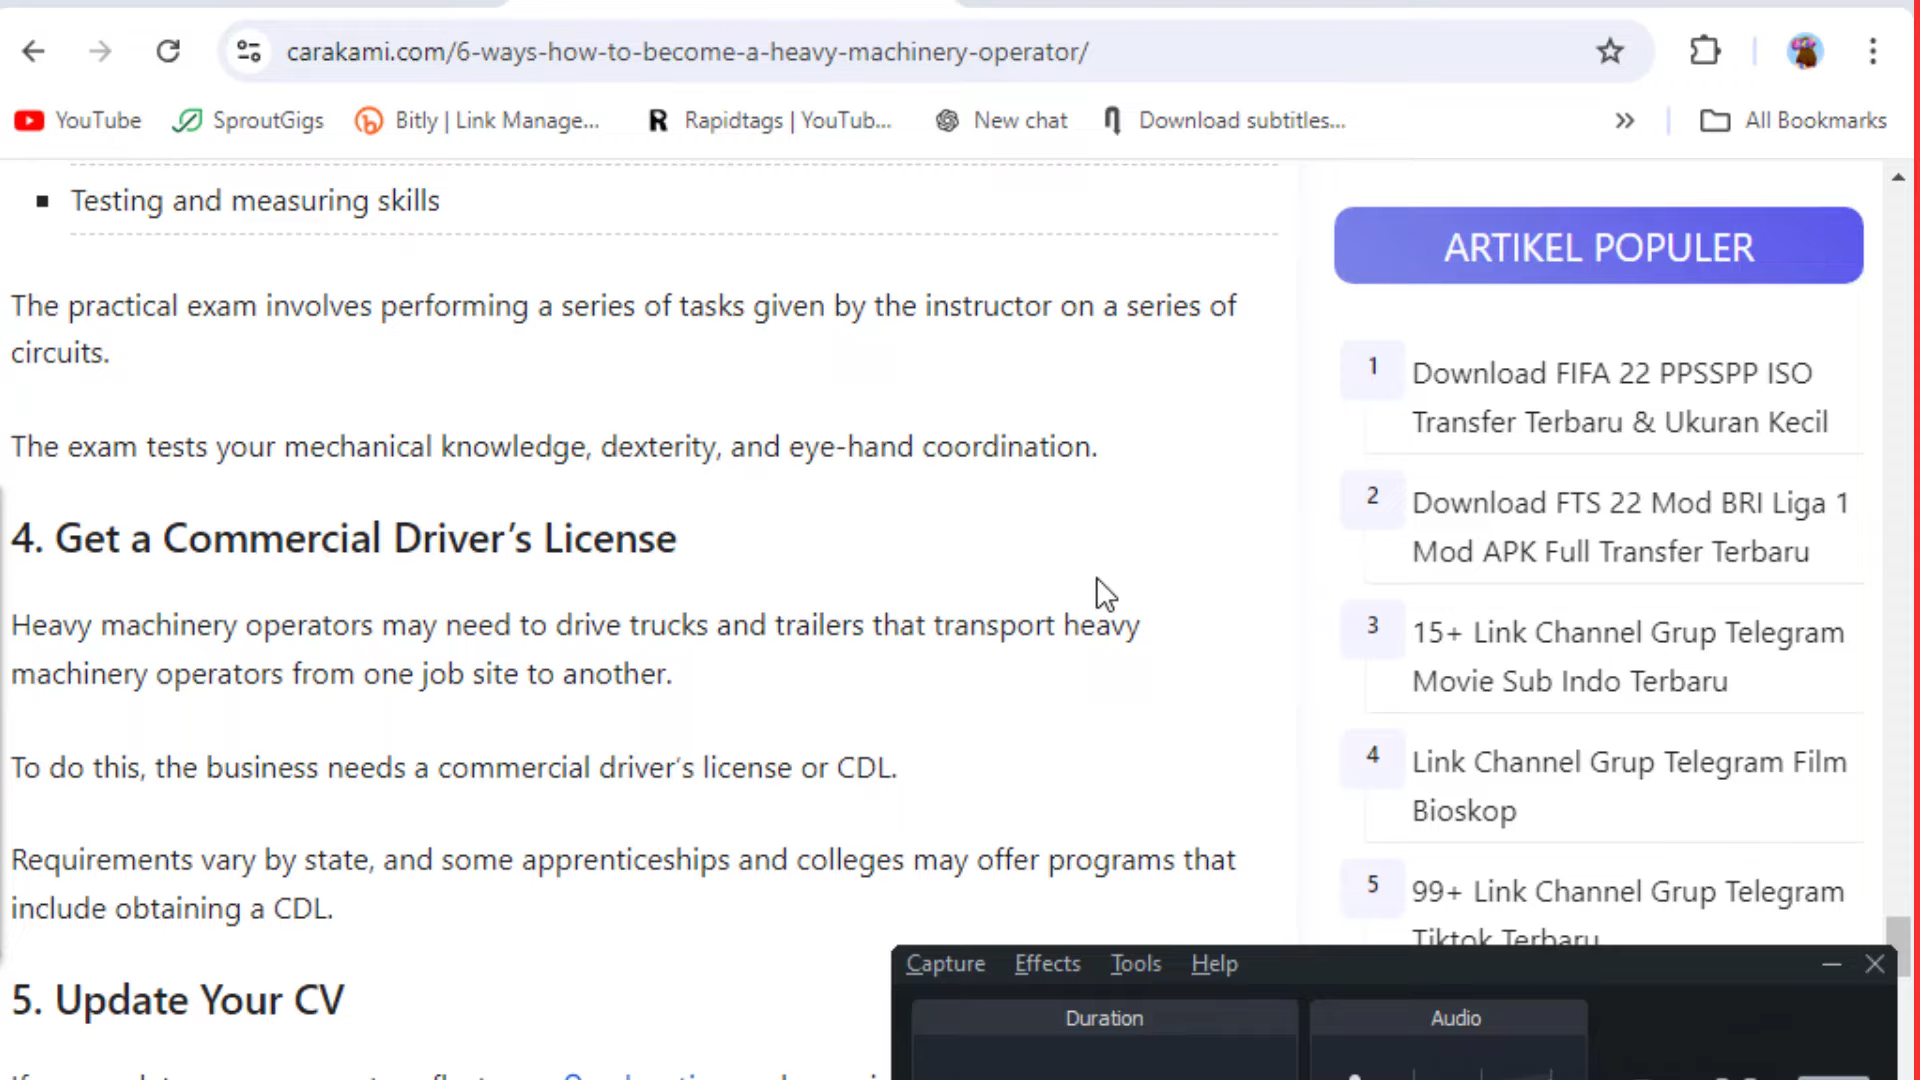 carakami.com/6-ways-how-to-become-a-heavy-machinery-operator/
YouTube
SproutGigs
Bitly | Link Manage...
Rapidtags | YouTub...
New chat
Download subtitles...
All Bookmarks
Testing and measuring skills
The practical exam involves performing a series of tasks given by the instructor on a series of
circuits.
The exam tests your mechanical knowledge, dexterity, and eye-hand coordination.
4. Get a Commercial Driver’s License
Heavy machinery operators may need to drive trucks and trailers that transport heavy
machinery operators from one job site to another.
To do this, the business needs a commercial driver’s license or CDL.
Requirements vary by state, and some apprenticeships and colleges may offer programs that
include obtaining a CDL.
5. Update Your CV
ARTIKEL POPULER
1
Download FIFA 22 PPSSPP ISO
Transfer Terbaru & Ukuran Kecil
2
Download FTS 22 Mod BRI Liga 1
Mod APK Full Transfer Terbaru
3
15+ Link Channel Grup Telegram
Movie Sub Indo Terbaru
4
Link Channel Grup Telegram Film
Bioskop
5
99+ Link Channel Grup Telegram
Tiktok Terbaru
Capture
Effects
Tools
Help
Duration
Audio